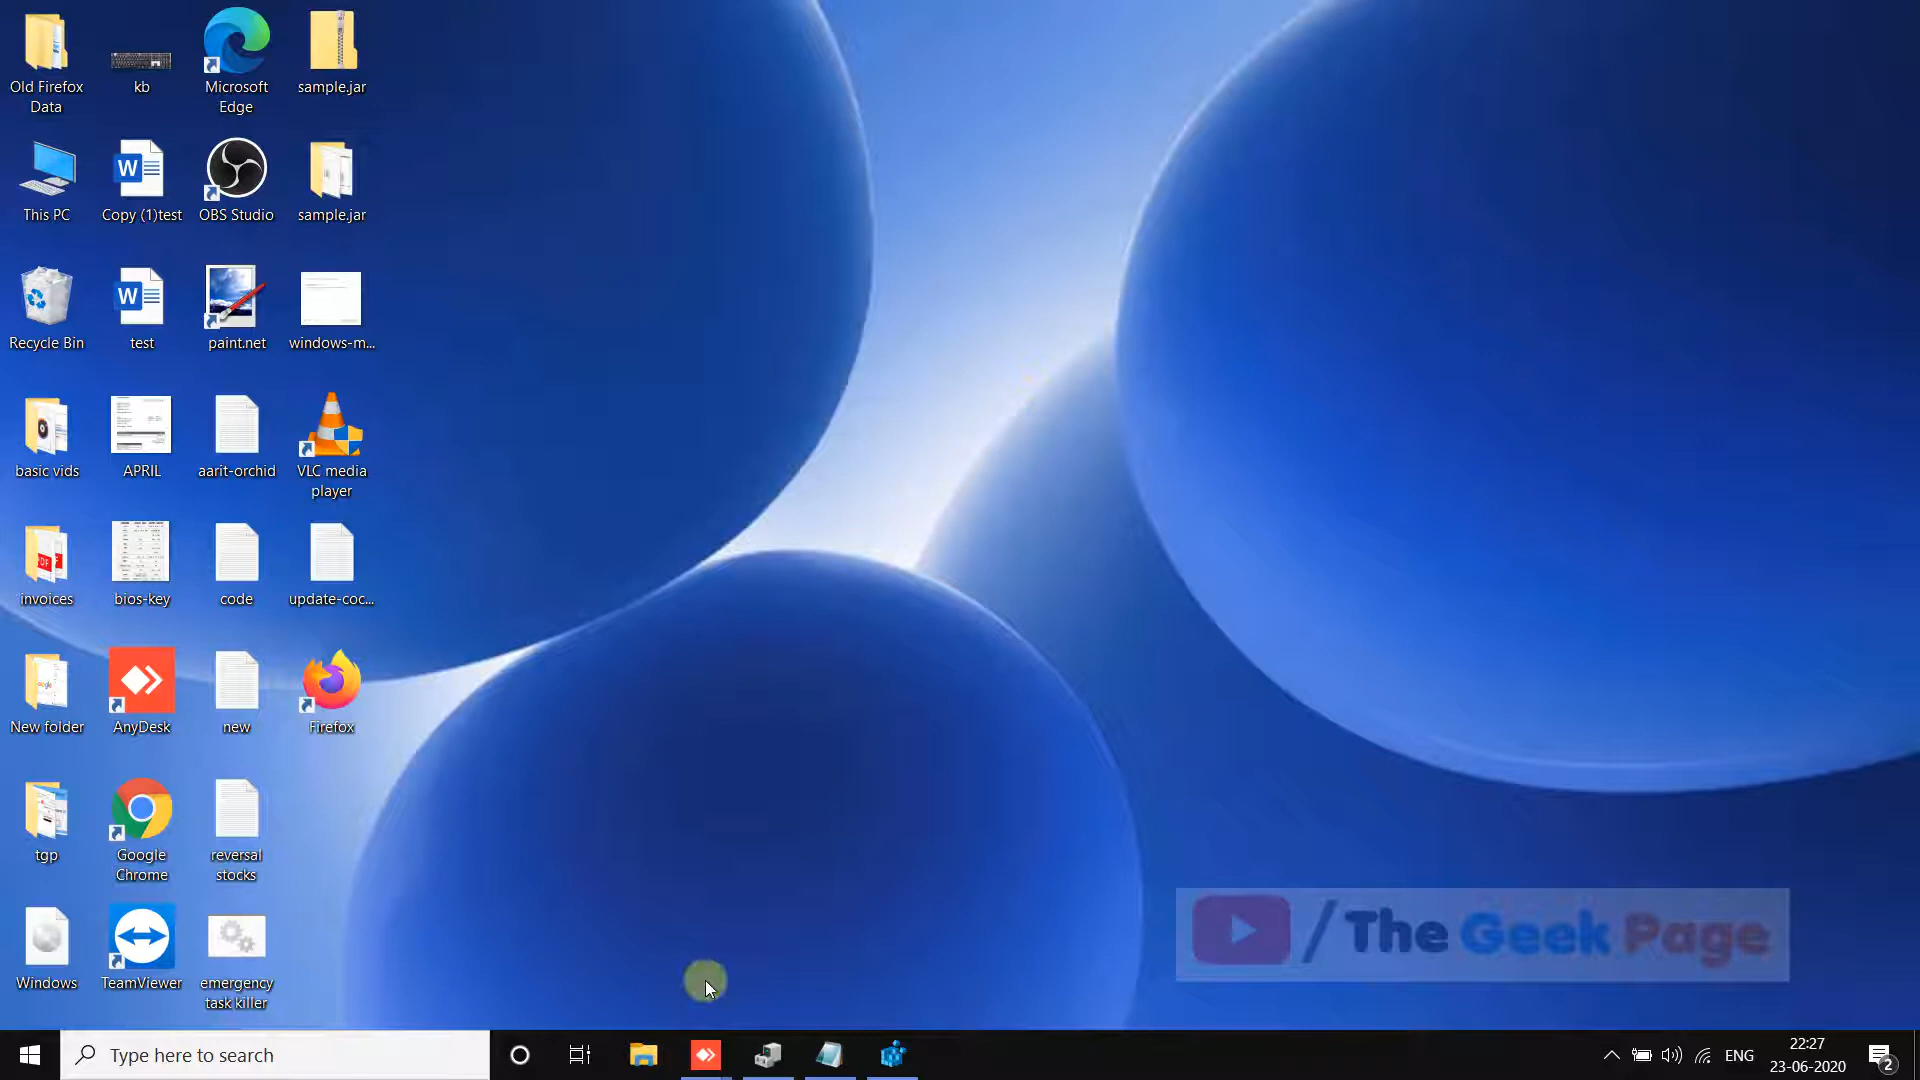 Old Firefox
Data
kb
Microsoft
Edge
sample.jar
This PC
Copy (1)test
OBS Studio
sample.jar
Recycle Bin
test
paint.net
windows-m...
basic vids
APRIL
aarit-orchid
VLC media
player
invoices
bios-key
code
update-coc...
New folder
AnyDesk
new
Firefox
tgp
Google
Chrome
reversal
stocks
Windows
TeamViewer
emergency
task killer
/ The Geek Page
Type here to search
ENG
22:27
23-06-2020
2